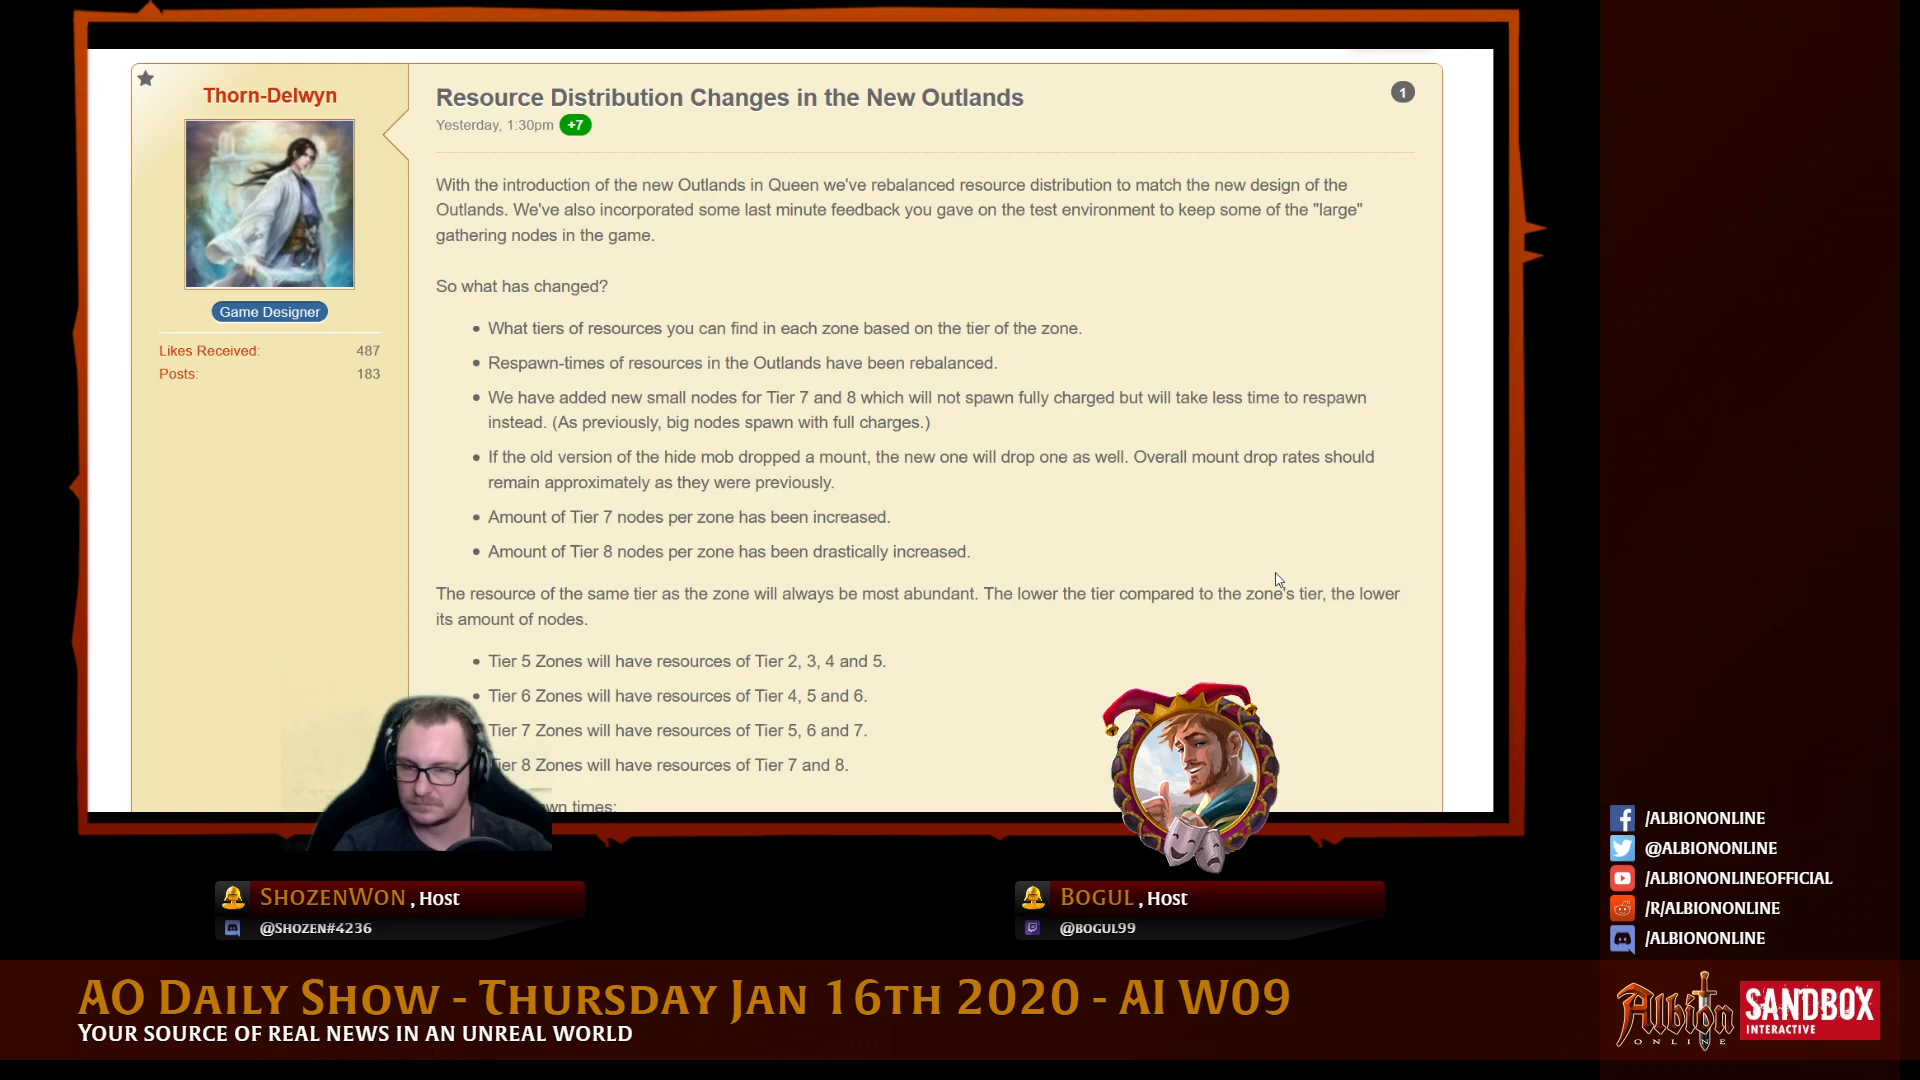 Thorn-Delwyn
Game Designer
Likes Received: 487
Posts: 183
Resource Distribution Changes in the New Outlands
1
Yesterday, 1:30pm +7
With the introduction of the new Outlands in Queen we've rebalanced resource distribution to match the new design of the
Outlands. We've also incorporated some last minute feedback you gave on the test environment to keep some of the "large"
gathering nodes in the game.
So what has changed?
• What tiers of resources you can find in each zone based on the tier of the zone.
• Respawn-times of resources in the Outlands have been rebalanced.
• We have added new small nodes for Tier 7 and 8 which will not spawn fully charged but will take less time to respawn
instead. (As previously, big nodes spawn with full charges.)
• If the old version of the hide mob dropped a mount, the new one will drop one as well. Overall mount drop rates should
remain approximately as they were previously.
• Amount of Tier 7 nodes per zone has been increased.
• Amount of Tier 8 nodes per zone has been drastically increased.
The resource of the same tier as the zone will always be most abundant. The lower the tier compared to the zone's tier, the lower
its amount of nodes.
• Tier 5 Zones will have resources of Tier 2, 3, 4 and 5.
• Tier 6 Zones will have resources of Tier 4, 5 and 6.
Tier 7 Zones will have resources of Tier 5, 6 and 7.
ier 8 Zones will have resources of Tier 7 and 8.
wn times:
ShozenWon, Host
@Shozen#4236
Bogul, Host
@bogul99
/ALBIONONLINE
@ALBIONONLINE
/ALBIONONLINEOFFICIAL
/R/ALBIONONLINE
/ALBIONONLINE
AO Daily Show - Thursday Jan 16th 2020 - AI W09
Your source of real news in an unreal world
Albion
ONLINE
SANDBOX
INTERACTIVE